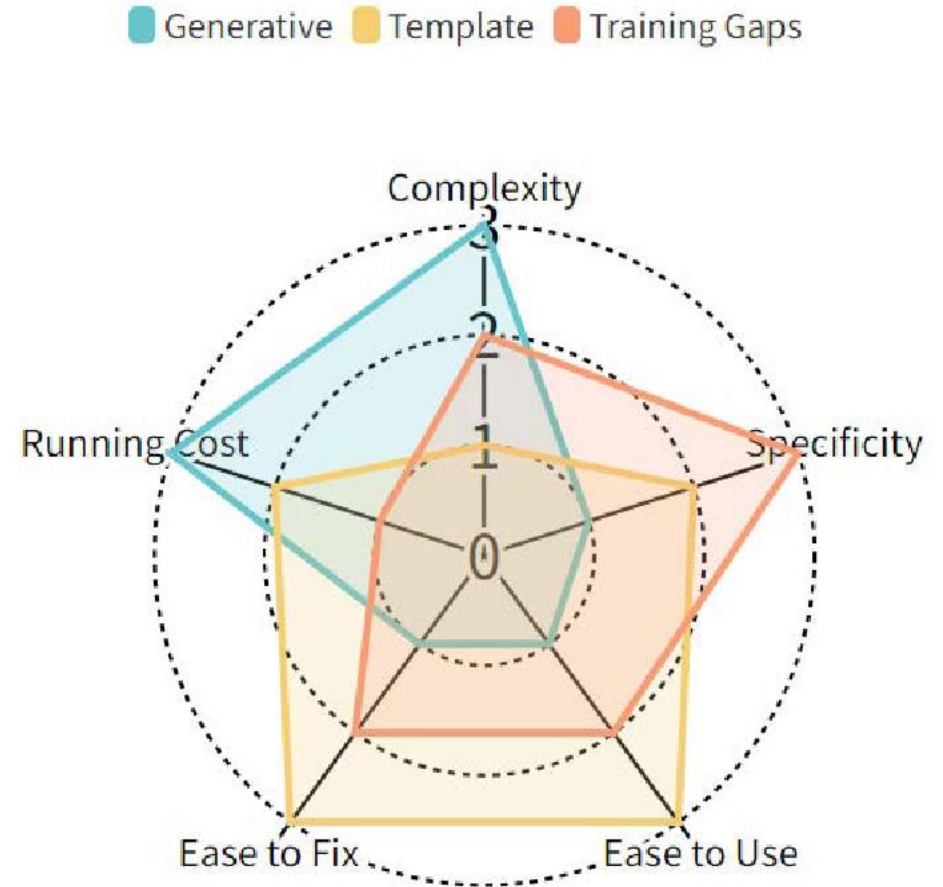 Generative Template Training Gaps
Complexity
3
2
Running Cost Specificity
1
0
Ease to Fix Ease to Use